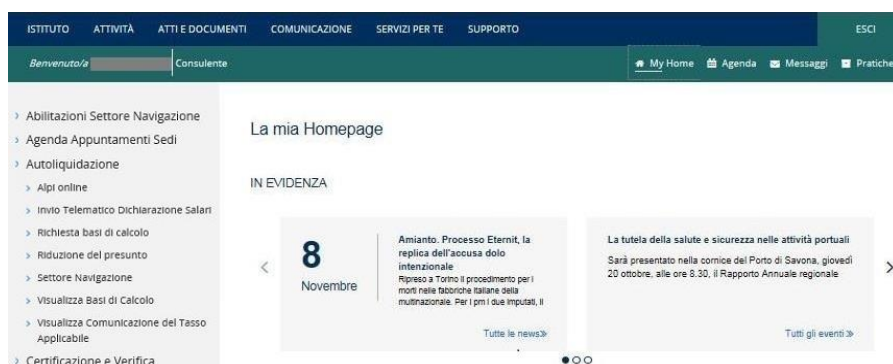 ISTITUTO ATTIVITÀ ATTI E DOCUMENTI COMUNICAZIONE SERVIZI PER TE SUPPORTO ESCI
Benvenuto/a Consulente My Home Agenda Messaggi Pratiche
Abilitazioni Settore Navigazione
Agenda Appuntamenti Sedi
Autoliquidazione
Alpi online
Invio Telematico Dichiarazione Salari
Richiesta basi di calcolo
Riduzione del presunto
Settore Navigazione
Visualizza Basi di Calcolo
Visualizza Comunicazione del Tasso
Applicabile
Certificazione e Verifica
La mia Homepage
IN EVIDENZA
8
Novembre
Amianto. Processo Eternit, la
replica dell'accusa dolo
intenzionale
Ripreso a Torino il procedimento per i
morti nelle fabbriche italiane della
multinazionale. Per i pm i due imputati, il
Tutte le news
La tutela della salute e sicurezza nelle attività portuali
Sarà presentato nella cornice del Porto di Savona, giovedì
20 ottobre, alle ore 8.30, il Rapporto Annuale regionale
Tutti gli eventi